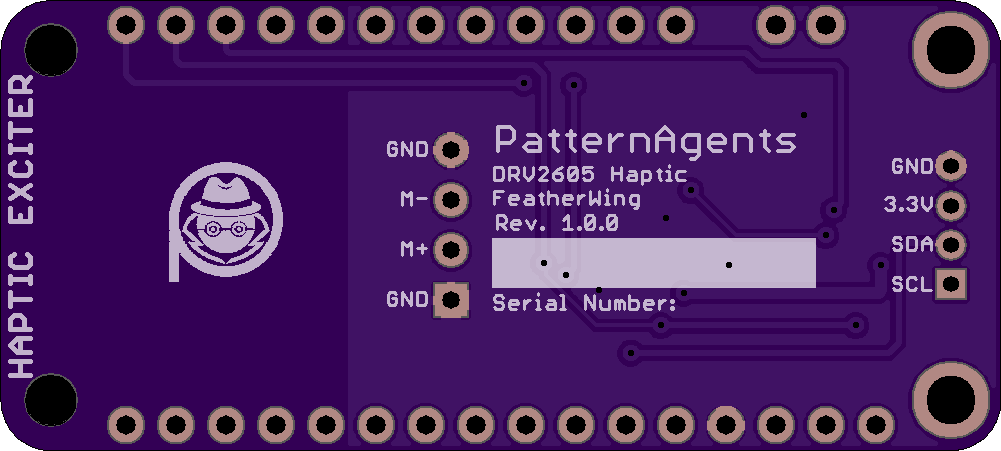 HAPTIC EXCITER
PatternAgents
DRV2605 Haptic
FeatherWing
Rev. 1.0.0
Serial Number:
GND
M-
M+
GND
GND
3.3V
SDA
SCL